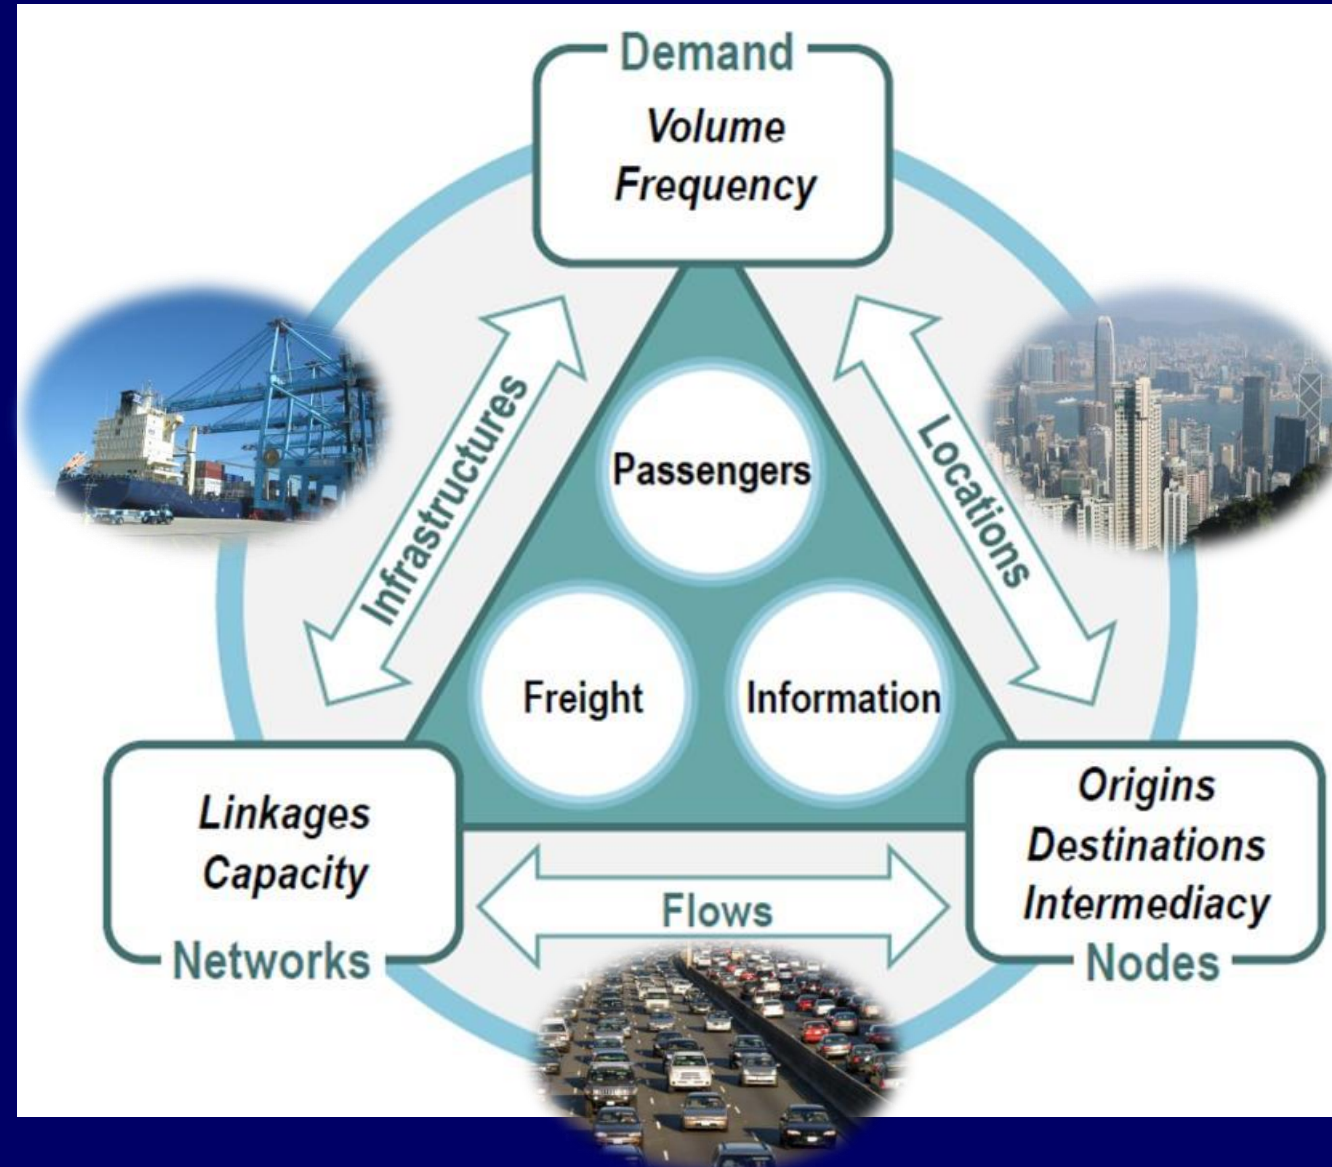 Demand
Volume
Frequency
Infrastructures
Locations
Passengers
Freight
Information
Linkages
Capacity
Networks
Flows
Origins
Destinations
Intermediacy
Nodes